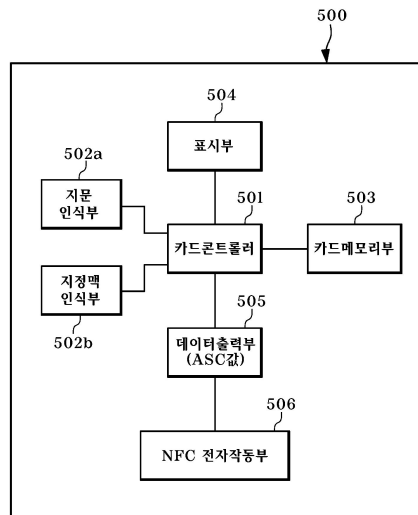 500
504
표시부
502a
지문
인식부
501
카드콘트롤러
503
카드메모리부
지정맥
인식부
502b
505
데이터출력부
(ASC값)
506
NFC 전자작동부